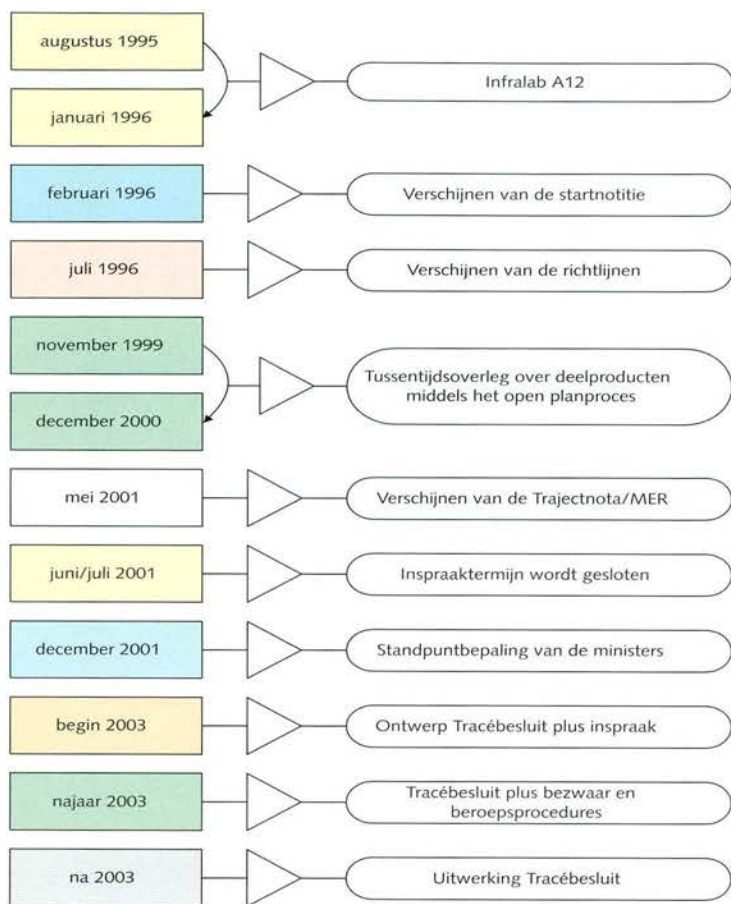 augustus 1995
januari 1996
Infralab A12
februari 1996
Verschijnen van de startnotitie
juli 1996
Verschijnen van de richtlijnen
november 1999
december 2000
Tussentijdsoverleg over deelproducten
middels het open planproces
mei 2001
Verschijnen van de Trajectnota/MER
juni/juli 2001
Inspraaktermijn wordt gesloten
december 2001
Standpuntbepaling van de ministers
begin 2003
Ontwerp Tracébesluit plus inspraak
najaar 2003
Tracébesluit plus bezwaar en
beroepsprocedures
na 2003
Uitwerking Tracébesluit